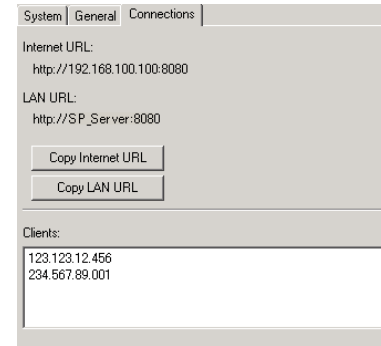 System General Connections
Internet URL:
http://192.168.100.100:8080
LAN URL:
http://SP_Server:8080
Copy Internet URL
Copy LAN URL
Clients:
123.123.12.456
234.567.89.001